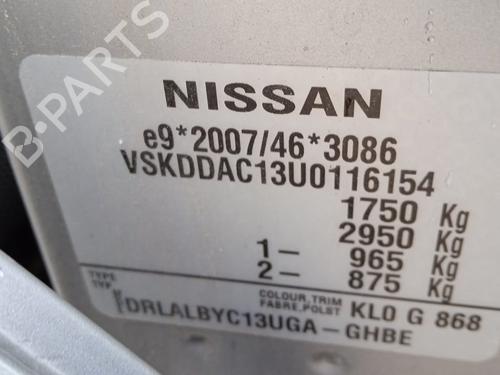 NISSAN
e9*2007/46*3086
VSKDDAC13U0116154
1750 Kg
2950 Kg
1- 965 Kg
2- 875 Kg
TYPE
TYP
COLOUR,TRIM
FABRE,POLST
KL0 G 868
FDRLALBYC13UGA-GHBE
B-PARTS